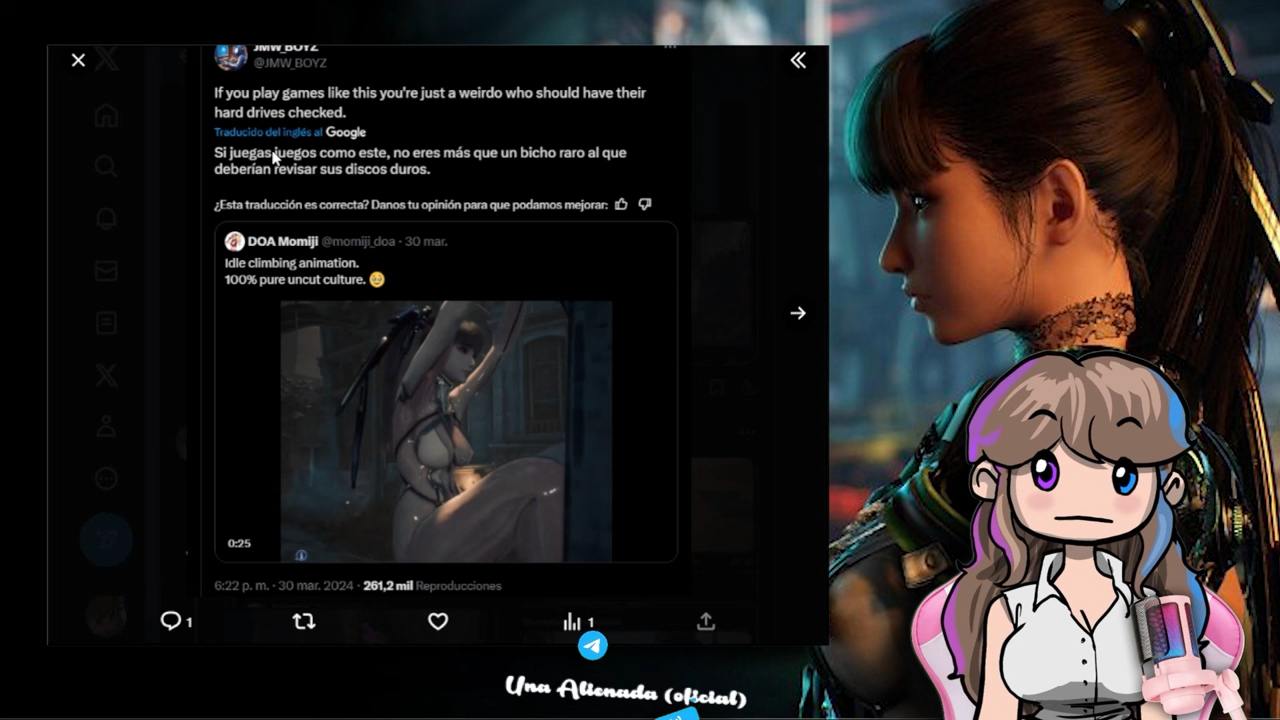 JMW_BOYZ
@JMW_BOYZ
If you play games like this you're just a weirdo who should have their
hard drives checked.
Traducido del inglés al Google
Si juegas juegos como este, no eres más que un bicho raro al que
deberían revisar sus discos duros.
¿Esta traducción es correcta? Danos tu opinión para que podamos mejorar:
DOA Momiji @momiji_doa · 30 mar.
Idle climbing animation.
100% pure uncut culture. 🥹
0:25
6:22 p. m. · 30 mar. 2024 · 261,2 mil Reproducciones
1
1
Una Alienada (oficial)